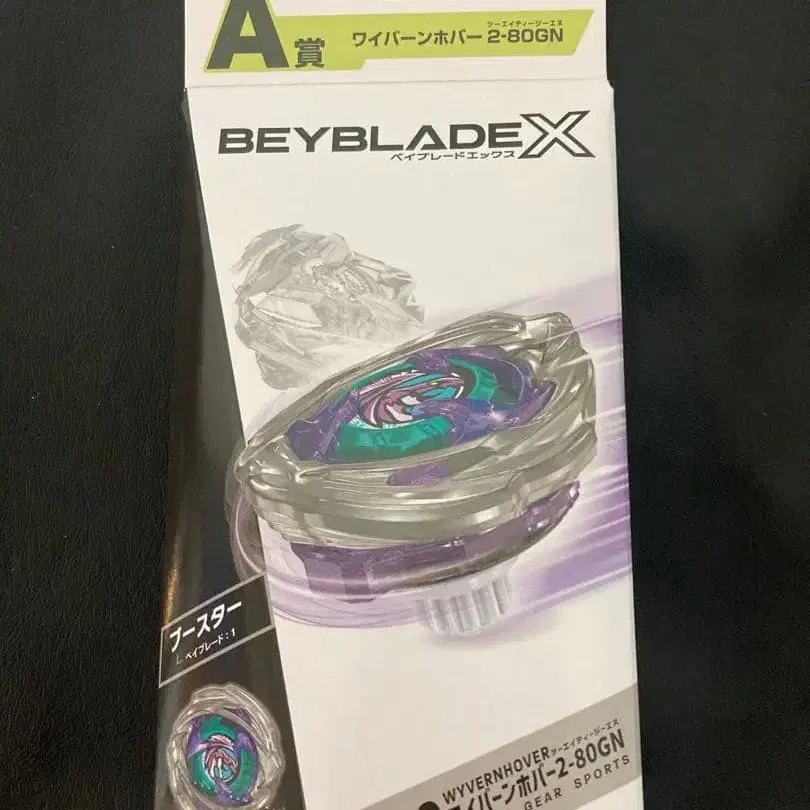 A賞
ツーエイティージーエヌ
ワイバーンホバー 2-80GN
BEYBLADE X
ベイブレードエックス
ブースター
ベイブレード:1
WYVERNHOVER ツーエイティージーエヌ
ワイバーンホバー2-80GN
GEAR SPORTS